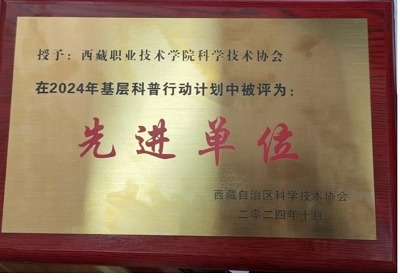 授予：西藏职业技术学院科学技术协会
在2024年基层科普行动计划中被评为：
先进单位
西藏自治区科学技术协会
二〇二四年十月